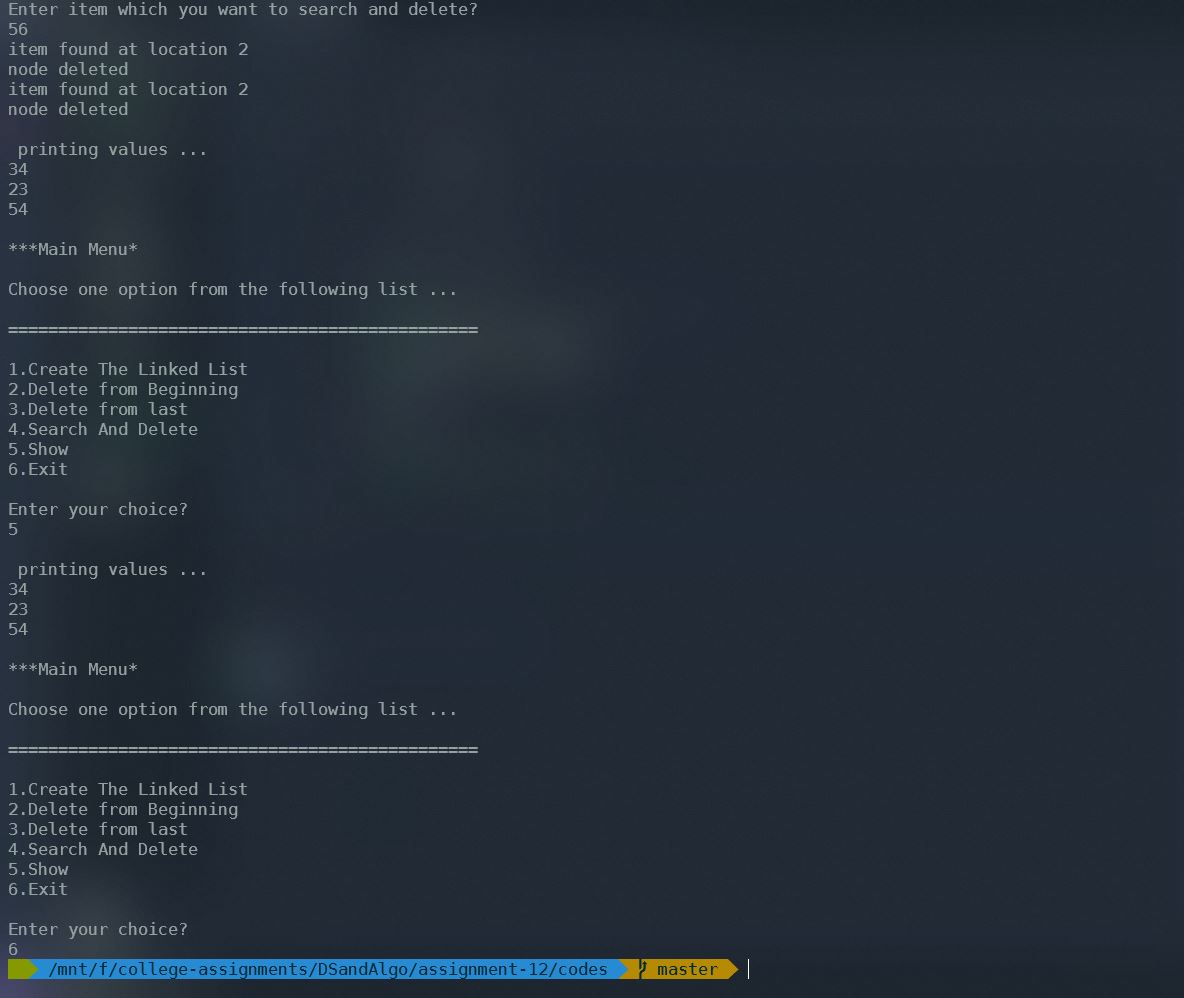 Enter item which you want to search and delete?
56
item found at location 2
node deleted
item found at location 2
node deleted
 printing values ...
34
23
54
***Main Menu*
Choose one option from the following list ...
===============================================
1.Create The Linked List
2.Delete from Beginning
3.Delete from last
4.Search And Delete
5.Show
6.Exit
Enter your choice?
5
 printing values ...
34
23
54
***Main Menu*
Choose one option from the following list ...
===============================================
1.Create The Linked List
2.Delete from Beginning
3.Delete from last
4.Search And Delete
5.Show
6.Exit
Enter your choice?
6
/mnt/f/college-assignments/DSandAlgo/assignment-12/codes master